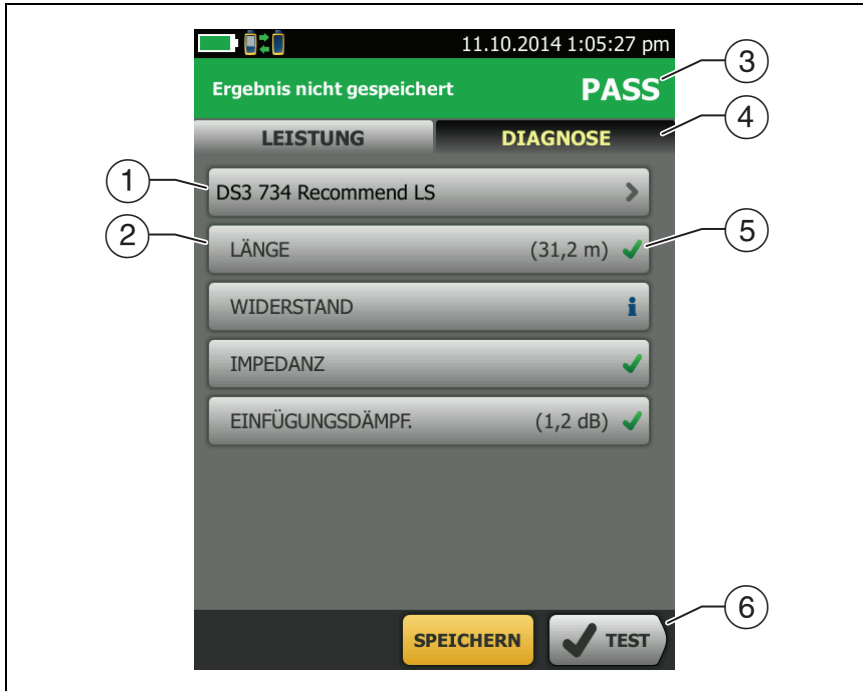 11.10.2014 1:05:27 pm
Ergebnis nicht gespeichert PASS
LEISTUNG DIAGNOSE
DS3 734 Recommend LS
LÄNGE (31,2 m)
WIDERSTAND
IMPEDANZ
EINFÜGUNGSDÄMPF. (1,2 dB)
SPEICHERN TEST
1
2
3
4
5
6